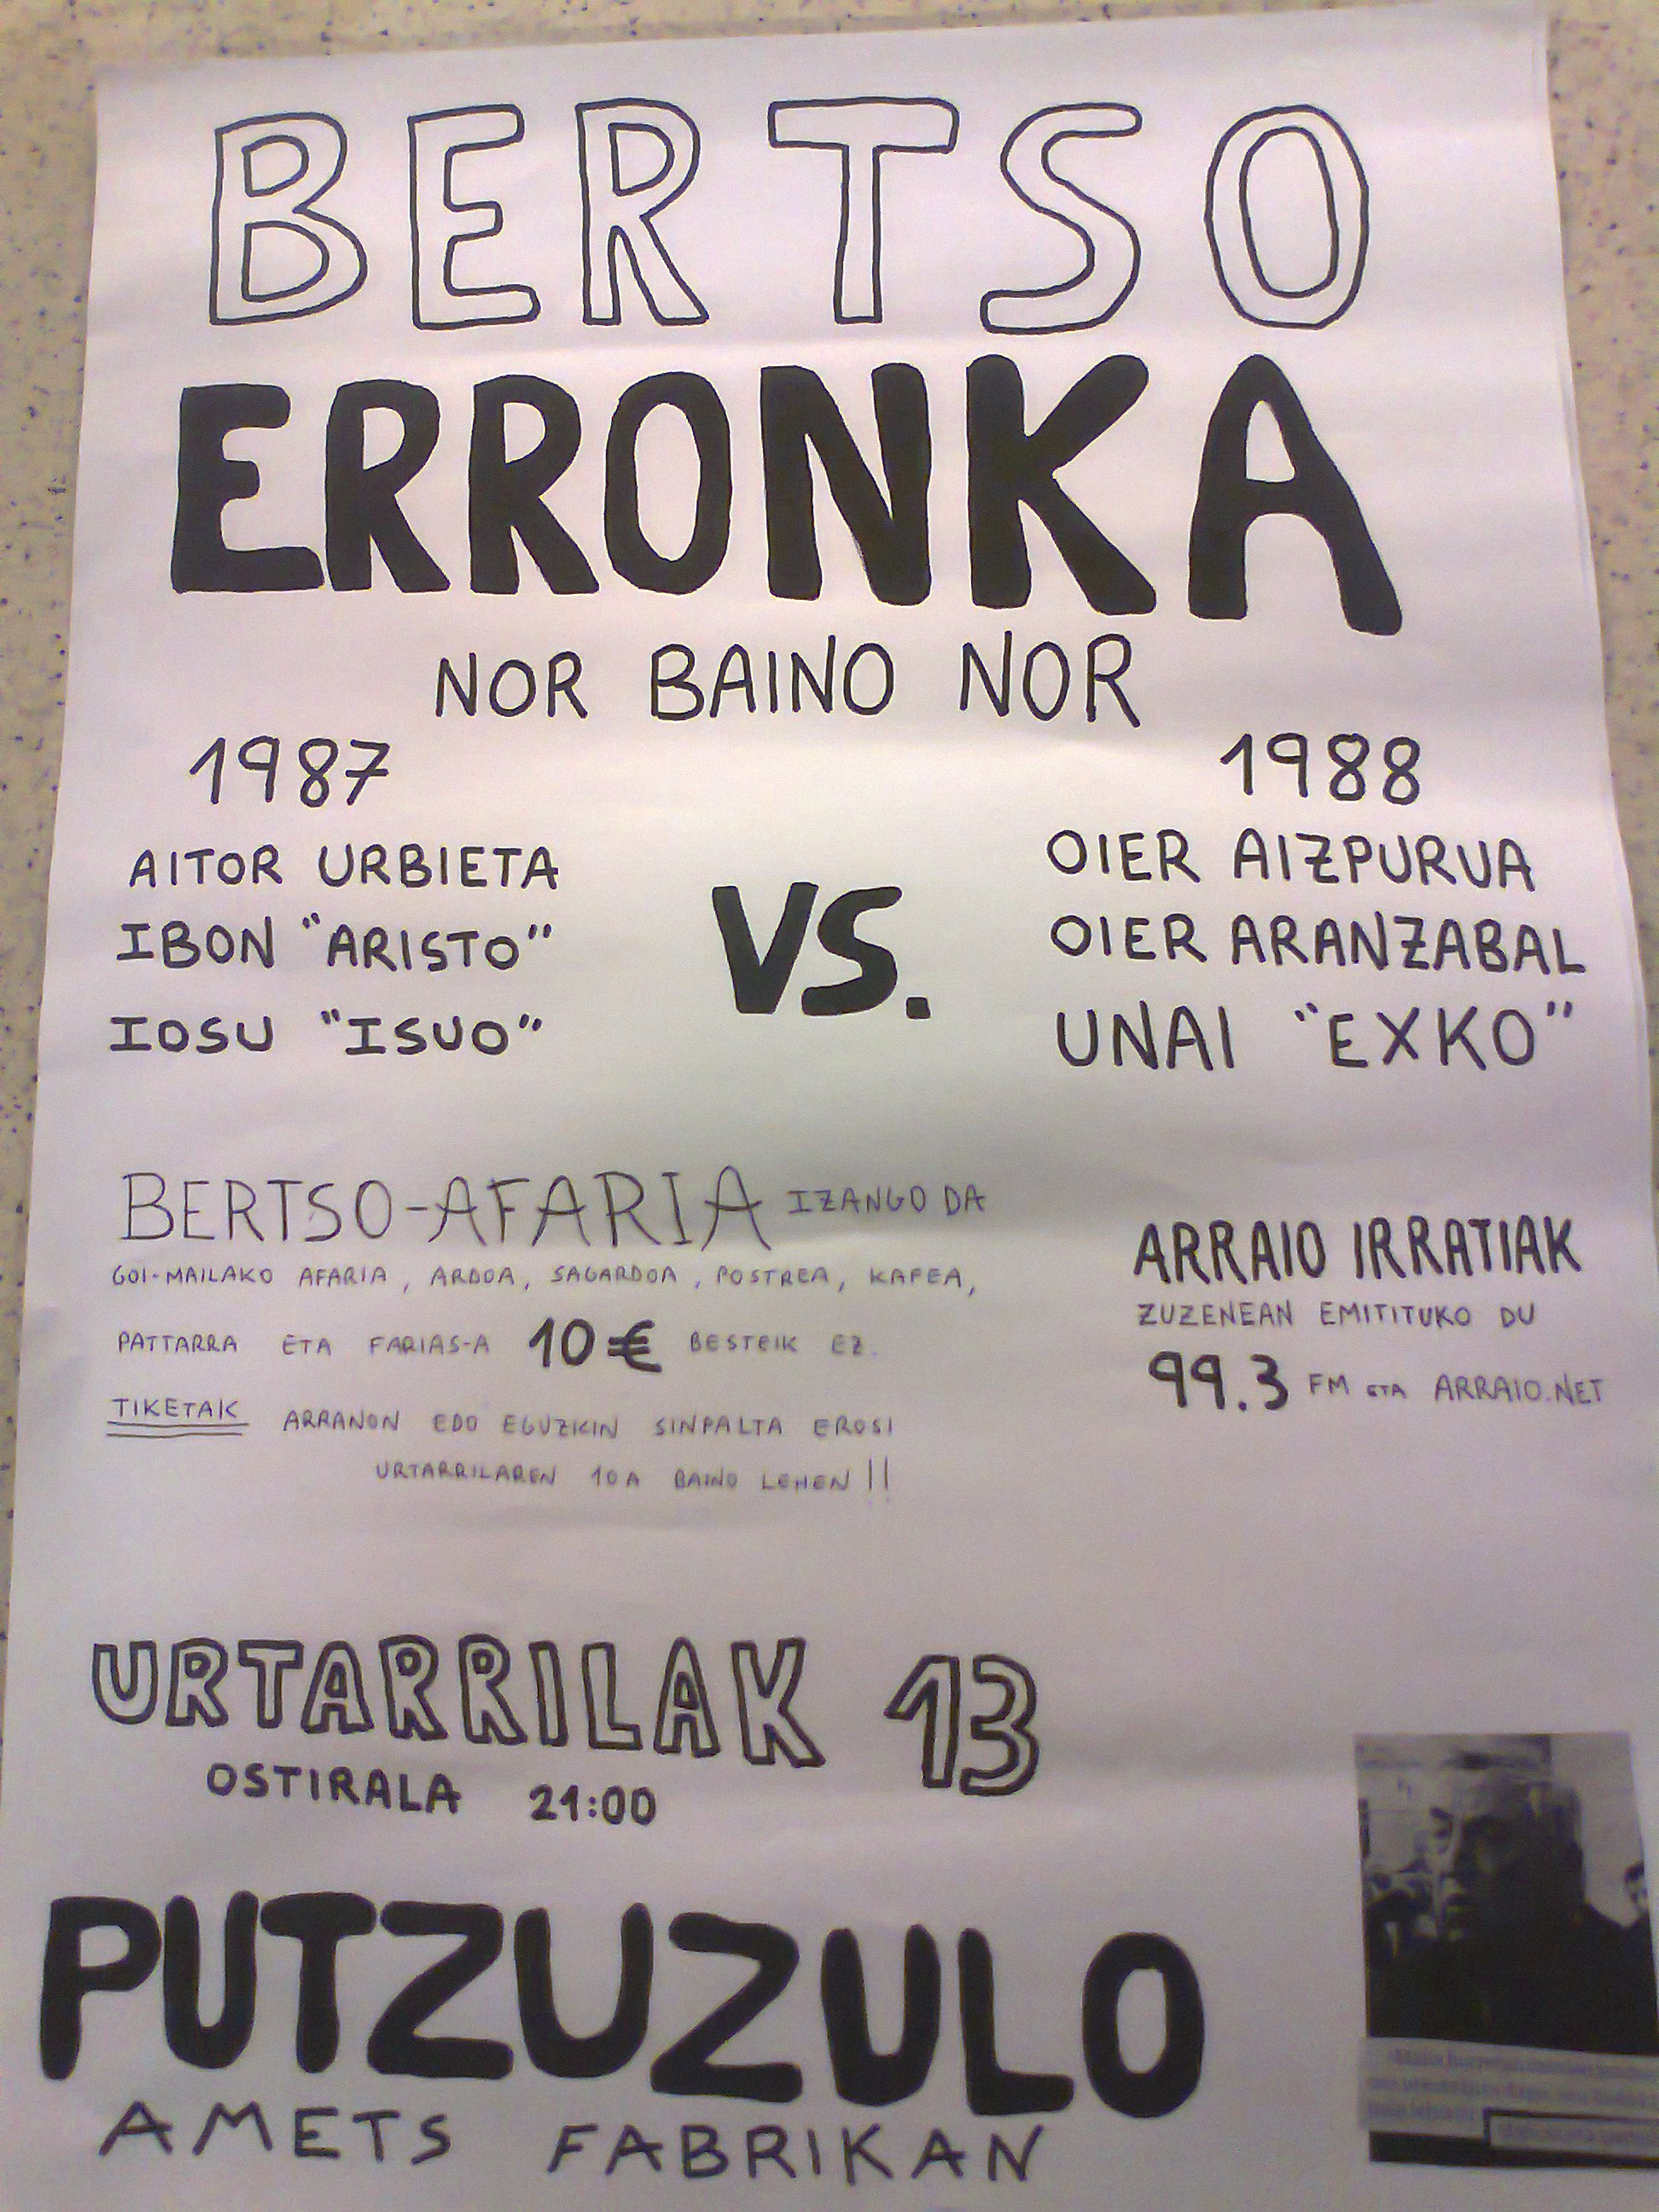 BERTSO
ERRONKA
NOR BAINO NOR
1987
AITOR URBIETA
IBON "ARISTO"
IOSU "ISUO"
VS.
1988
OIER AIZPURUA
OIER ARANZABAL
UNAI "EXKO"
BERTSO-AFARIA IZANGO DA
GOI-MAILAKO AFARIA, ARDOA, SAGARDOA, POSTREA, KAFEA,
PATTARRA ETA FARIAS-A 10€ BESTEIK EZ.
TIKETAK ARRANON EDO EGUZKIN SINPALTA EROSI
URTARRILAREN 10A BAINO LEHEN!!
ARRAIO IRRATIAK
ZUZENEAN EMITITUKO DU
99.3 FM ETA ARRAIO.NET
URTARRILAK 13
OSTIRALA 21:00
PUTZUZULO
AMETS FABRIKAN